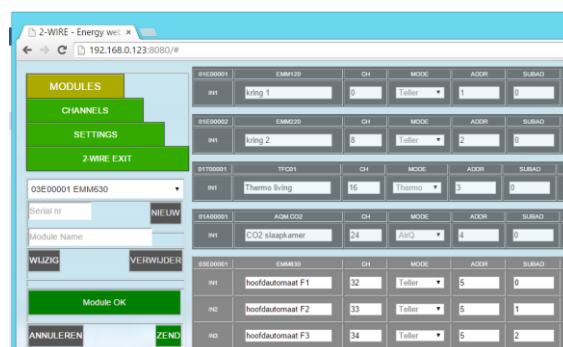 2-WIRE - Energy wet ×
192.168.0.123:8080/#
MODULES
CHANNELS
SETTINGS
2-WIRE EXIT
03E00001 EMM630
Serial nr NIEUW
Module Name
WIJZIG VERWIJDER
Module OK
ANNULEREN ZEND
01E00001 EMM120 CH MODE ADDR SUBAD
IN1 kring 1 0 Teller 1 0
01E00002 EMM220 CH MODE ADDR SUBAD
IN1 kring 2 8 Teller 2 0
01T00001 TFC01 CH MODE ADDR SUBAD
IN1 Thermo living 16 Thermo 3 0
01A00001 AQM.CO2 CH MODE ADDR SUBAD
IN1 CO2 slaapkamer 24 AirQ 4 0
03E00001 EMM630 CH MODE ADDR SUBAD
IN1 hoofdautomaat F1 32 Teller 5 0
IN2 hoofdautomaat F2 33 Teller 5 1
IN3 hoofdautomaat F3 34 Teller 5 2